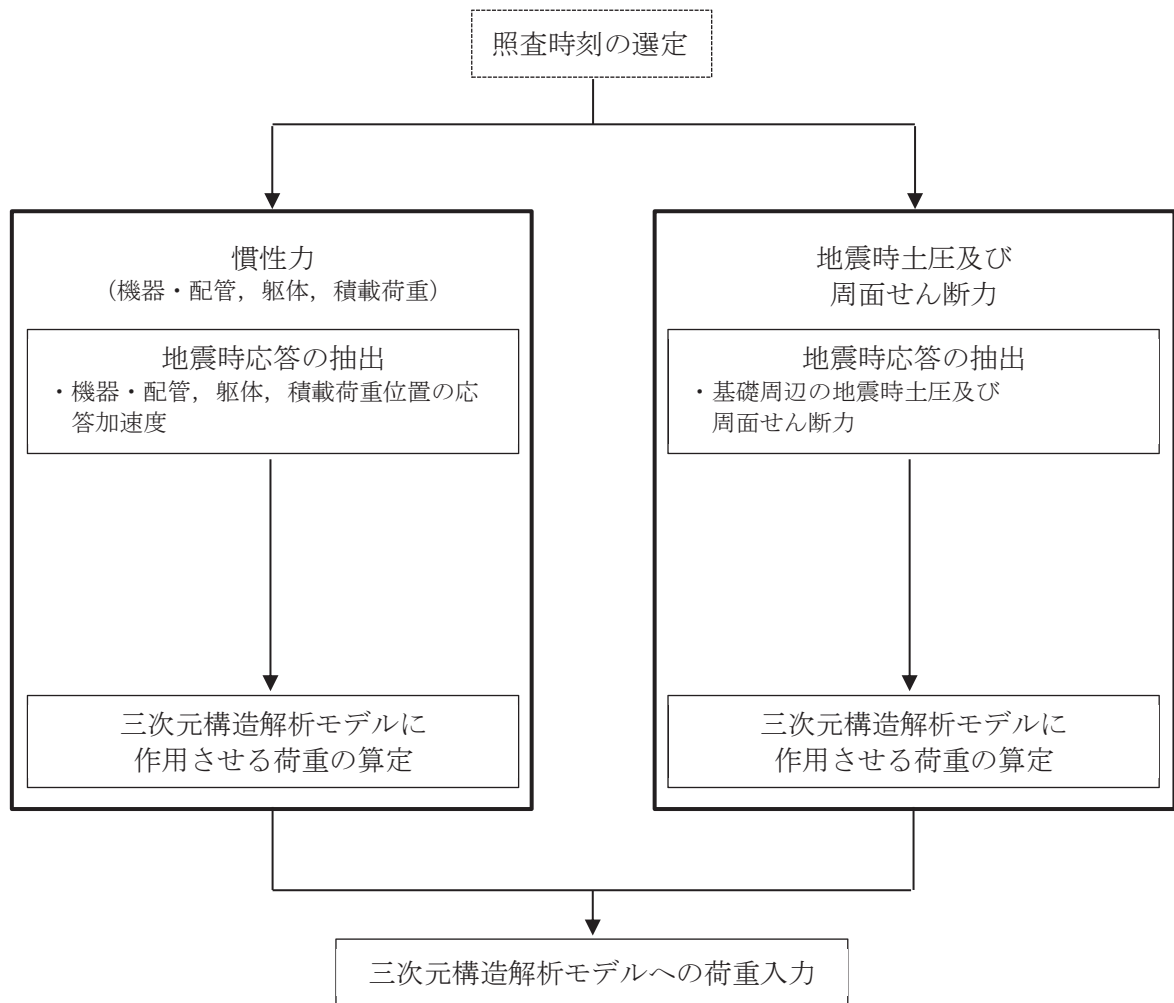 照査時刻の選定
慣性力
（機器・配管，躯体，積載荷重）
地震時応答の抽出
・機器・配管，躯体，積載荷重位置の応
答加速度
三次元構造解析モデルに
作用させる荷重の算定
地震時土圧及び
周面せん断力
地震時応答の抽出
・基礎周辺の地震時土圧及び
周面せん断力
三次元構造解析モデルに
作用させる荷重の算定
三次元構造解析モデルへの荷重入力